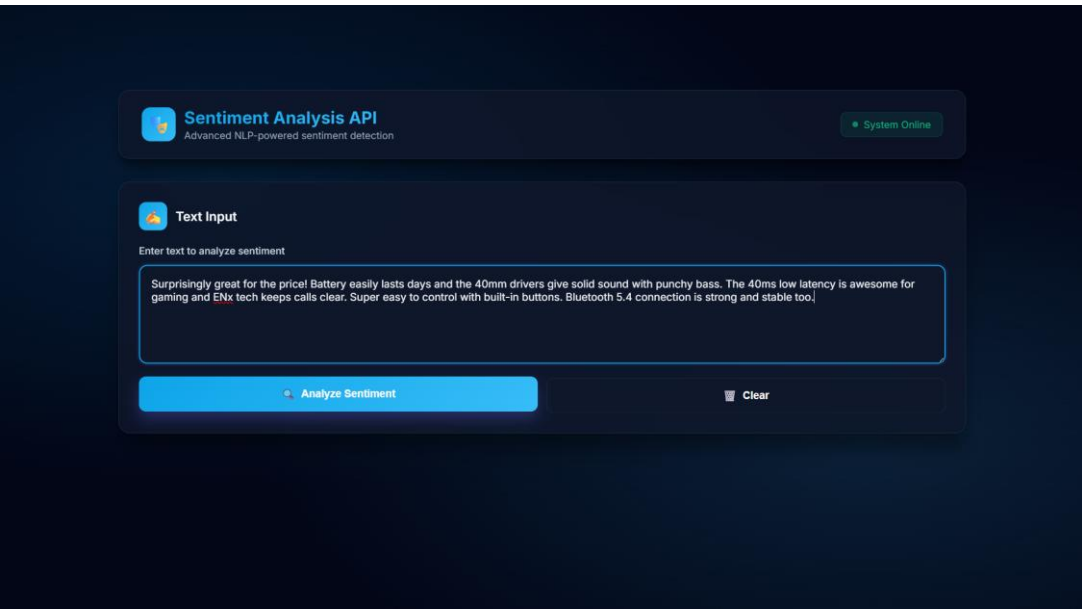 Sentiment Analysis API
Advanced NLP-powered sentiment detection
System Online
Text Input
Enter text to analyze sentiment
Surprisingly great for the price! Battery easily lasts days and the 40mm drivers give solid sound with punchy bass. The 40ms low latency is awesome for
gaming and ENx tech keeps calls clear. Super easy to control with built-in buttons. Bluetooth 5.4 connection is strong and stable too.
Analyze Sentiment
Clear